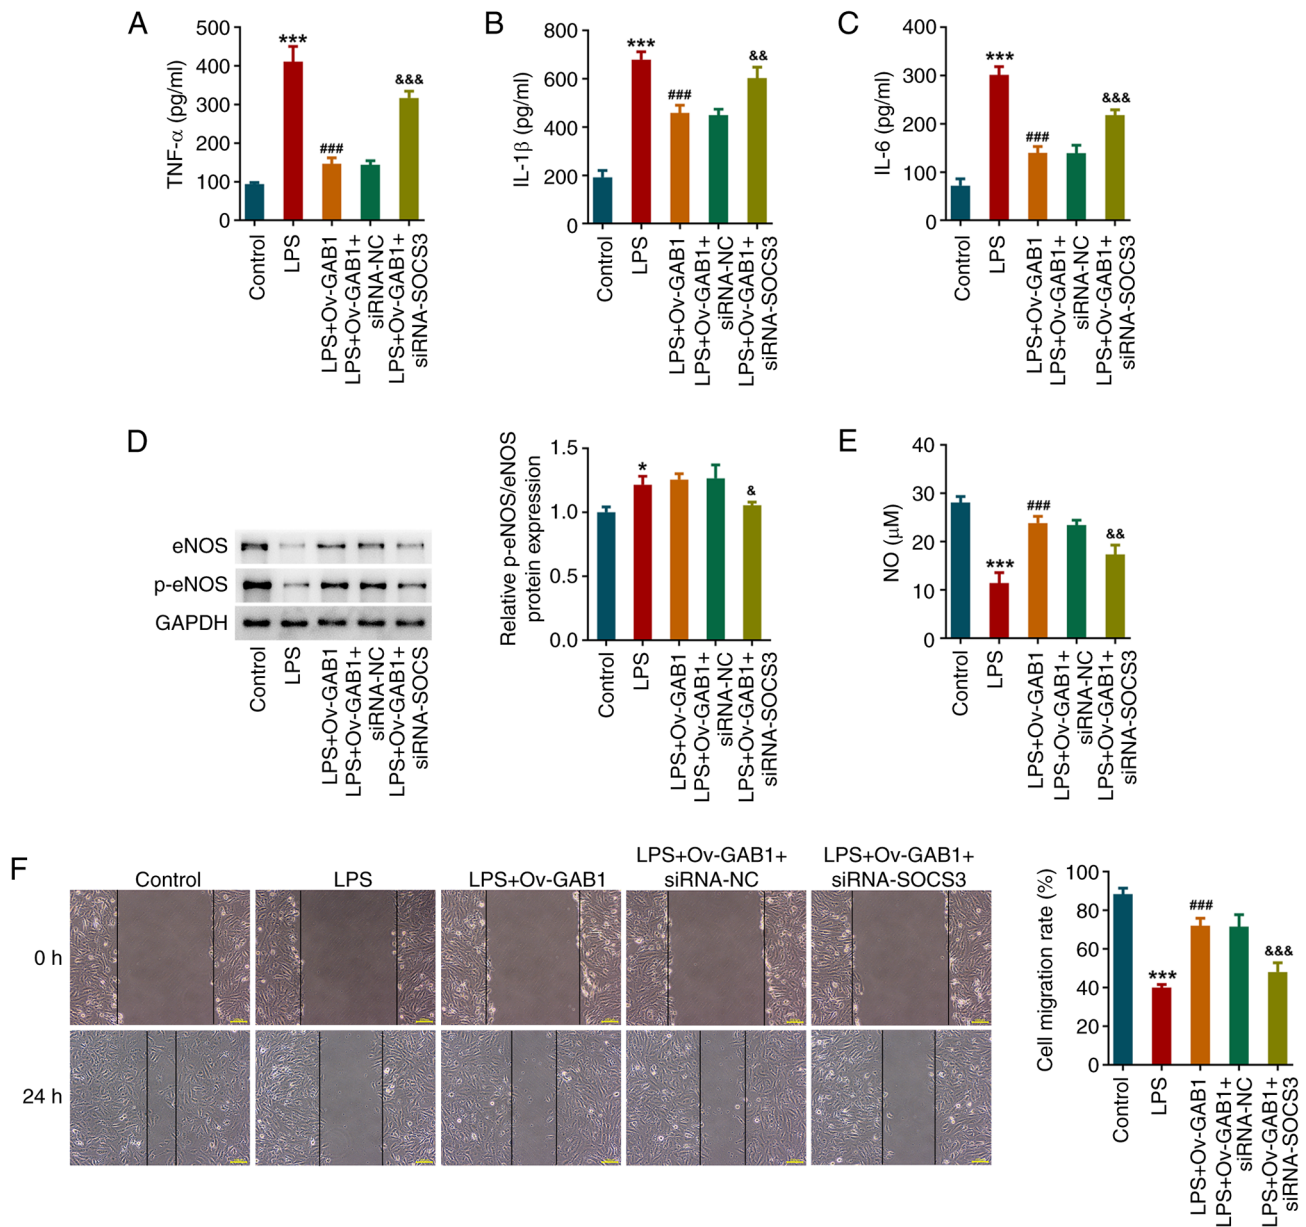 A
TNF-α (pg/ml)
500
400
300
200
100
0
***
###
&&&
Control
LPS
LPS+Ov-GAB1
LPS+Ov-GAB1+
siRNA-NC
LPS+Ov-GAB1+
siRNA-SOCS3
B
IL-1β (pg/ml)
800
600
400
200
0
***
###
&&
Control
LPS
LPS+Ov-GAB1
LPS+Ov-GAB1+
siRNA-NC
LPS+Ov-GAB1+
siRNA-SOCS3
C
IL-6 (pg/ml)
400
300
200
100
0
***
###
&&&
Control
LPS
LPS+Ov-GAB1
LPS+Ov-GAB1+
siRNA-NC
LPS+Ov-GAB1+
siRNA-SOCS3
D
eNOS
p-eNOS
GAPDH
Control
LPS
LPS+Ov-GAB1
LPS+Ov-GAB1+
siRNA-NC
LPS+Ov-GAB1+
siRNA-SOCS
Relative p-eNOS/eNOS
protein expression
1.5
1.0
0.5
0.0
*
&
Control
LPS
LPS+Ov-GAB1
LPS+Ov-GAB1+
siRNA-NC
LPS+Ov-GAB1+
siRNA-SOCS3
E
NO (μM)
40
30
20
10
0
***
###
&&
Control
LPS
LPS+Ov-GAB1
LPS+Ov-GAB1+
siRNA-NC
LPS+Ov-GAB1+
siRNA-SOCS3
F
Control
LPS
LPS+Ov-GAB1
LPS+Ov-GAB1+
siRNA-NC
LPS+Ov-GAB1+
siRNA-SOCS3
0 h
24 h
Cell migration rate (%)
100
80
60
40
20
0
***
###
&&&
Control
LPS
LPS+Ov-GAB1
LPS+Ov-GAB1+
siRNA-NC
LPS+Ov-GAB1+
siRNA-SOCS3